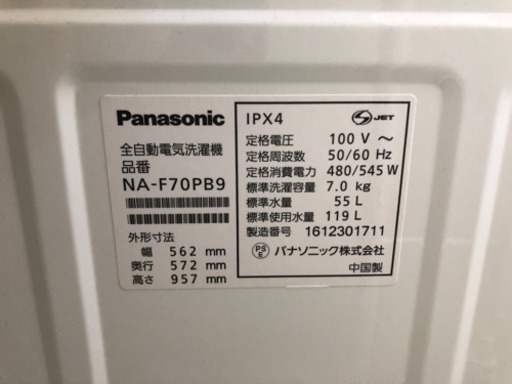 Panasonic
全自動電気洗濯機
品番
NA-F70PB9
外形寸法
幅 562 mm
奥行 572 mm
高さ 957 mm
IPX4
S JET
定格電圧 100 V ～
定格周波数 50/60 Hz
定格消費電力 480/545 W
標準洗濯容量 7.0 kg
標準水量 55 L
標準使用水量 119 L
製造番号 1612301711
PS E パナソニック株式会社
中国製